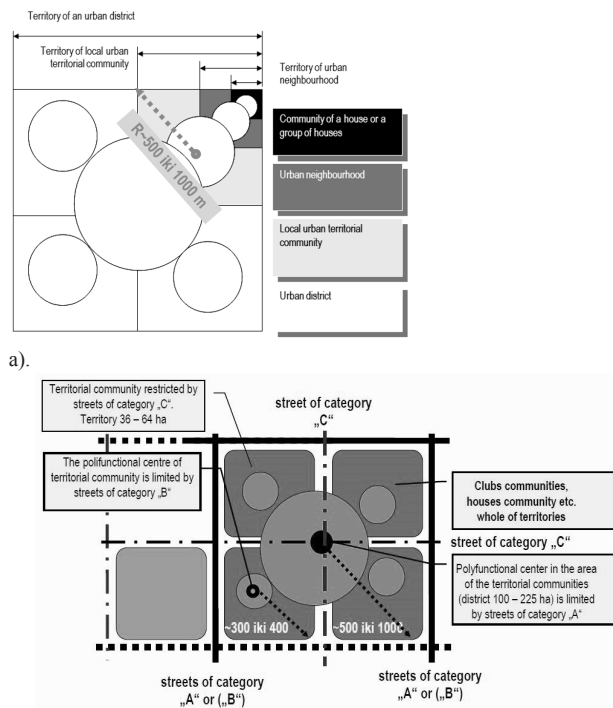 Territory of an urban district
Territory of local urban
territorial community
Territory of urban
neighbourhood
R~500 iki 1000 m
Community of a house or a
group of houses
Urban neighbourhood
Local urban territorial
community
Urban district
a).
Territorial community restricted by
streets of category „C“.
Territory 36 – 64 ha
street of category
„C“
The polifunctional centre of
territorial community is limited by
streets of category „B“
Clubs communities,
houses community etc.
whole of territories
street of category „C“
Polyfunctional center in the area
of the territorial communities
(district 100 – 225 ha) is limited
by streets of category „A“
~300 iki 400
~500 iki 1000
streets of category
„A“ or („B“)
streets of category
„A“ or („B“)